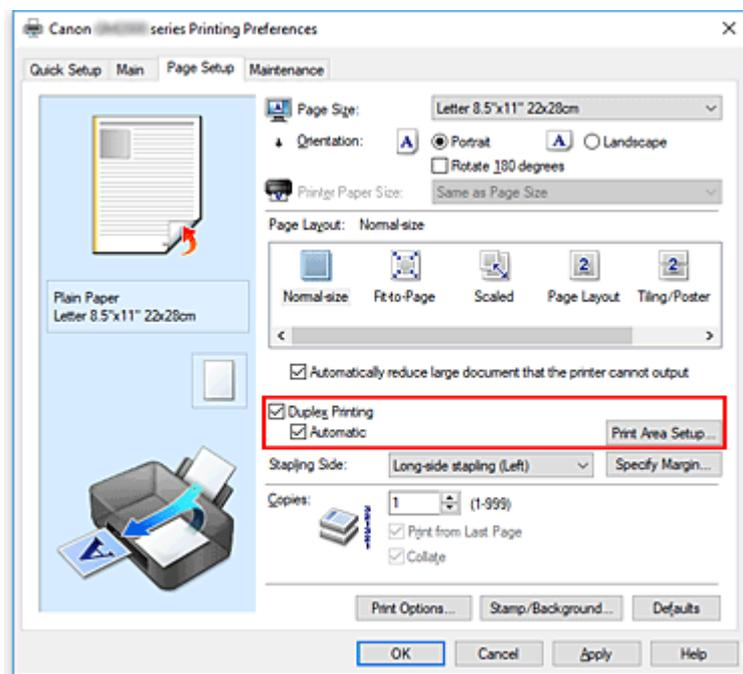 Canon series Printing Preferences
Quick Setup Main Page Setup Maintenance
Page Size: Letter 8.5"x11" 22x28cm
Orientation: A Portrait A Landscape
Rotate 180 degrees
Printer Paper Size: Same as Page Size
Page Layout: Normal-size
2 2
Normal-size Fit-to-Page Scaled Page Layout Tiling/Poster
Plain Paper
Letter 8.5"x11" 22x28cm
Automatically reduce large document that the printer cannot output
Duplex Printing
Automatic Print Area Setup...
Stapling Side: Long-side stapling (Left) Specify Margin...
Copies: 1 (1-999)
Print from Last Page
Collate
A
Print Options... Stamp/Background... Defaults
OK Cancel Apply Help